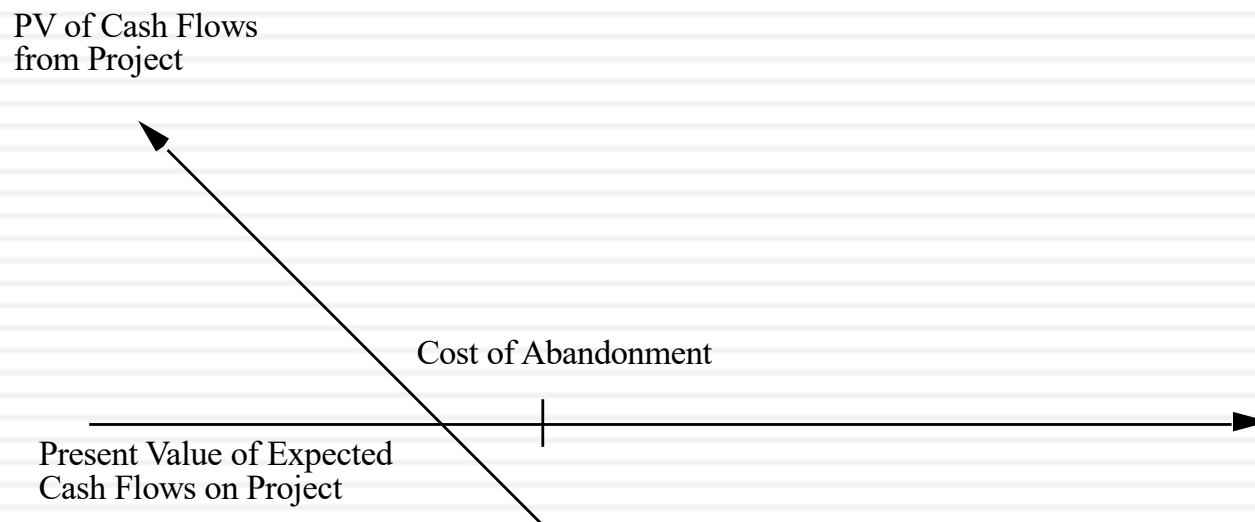 PV of Cash Flows
from Project
Cost of Abandonment
Present Value of Expected
Cash Flows on Project